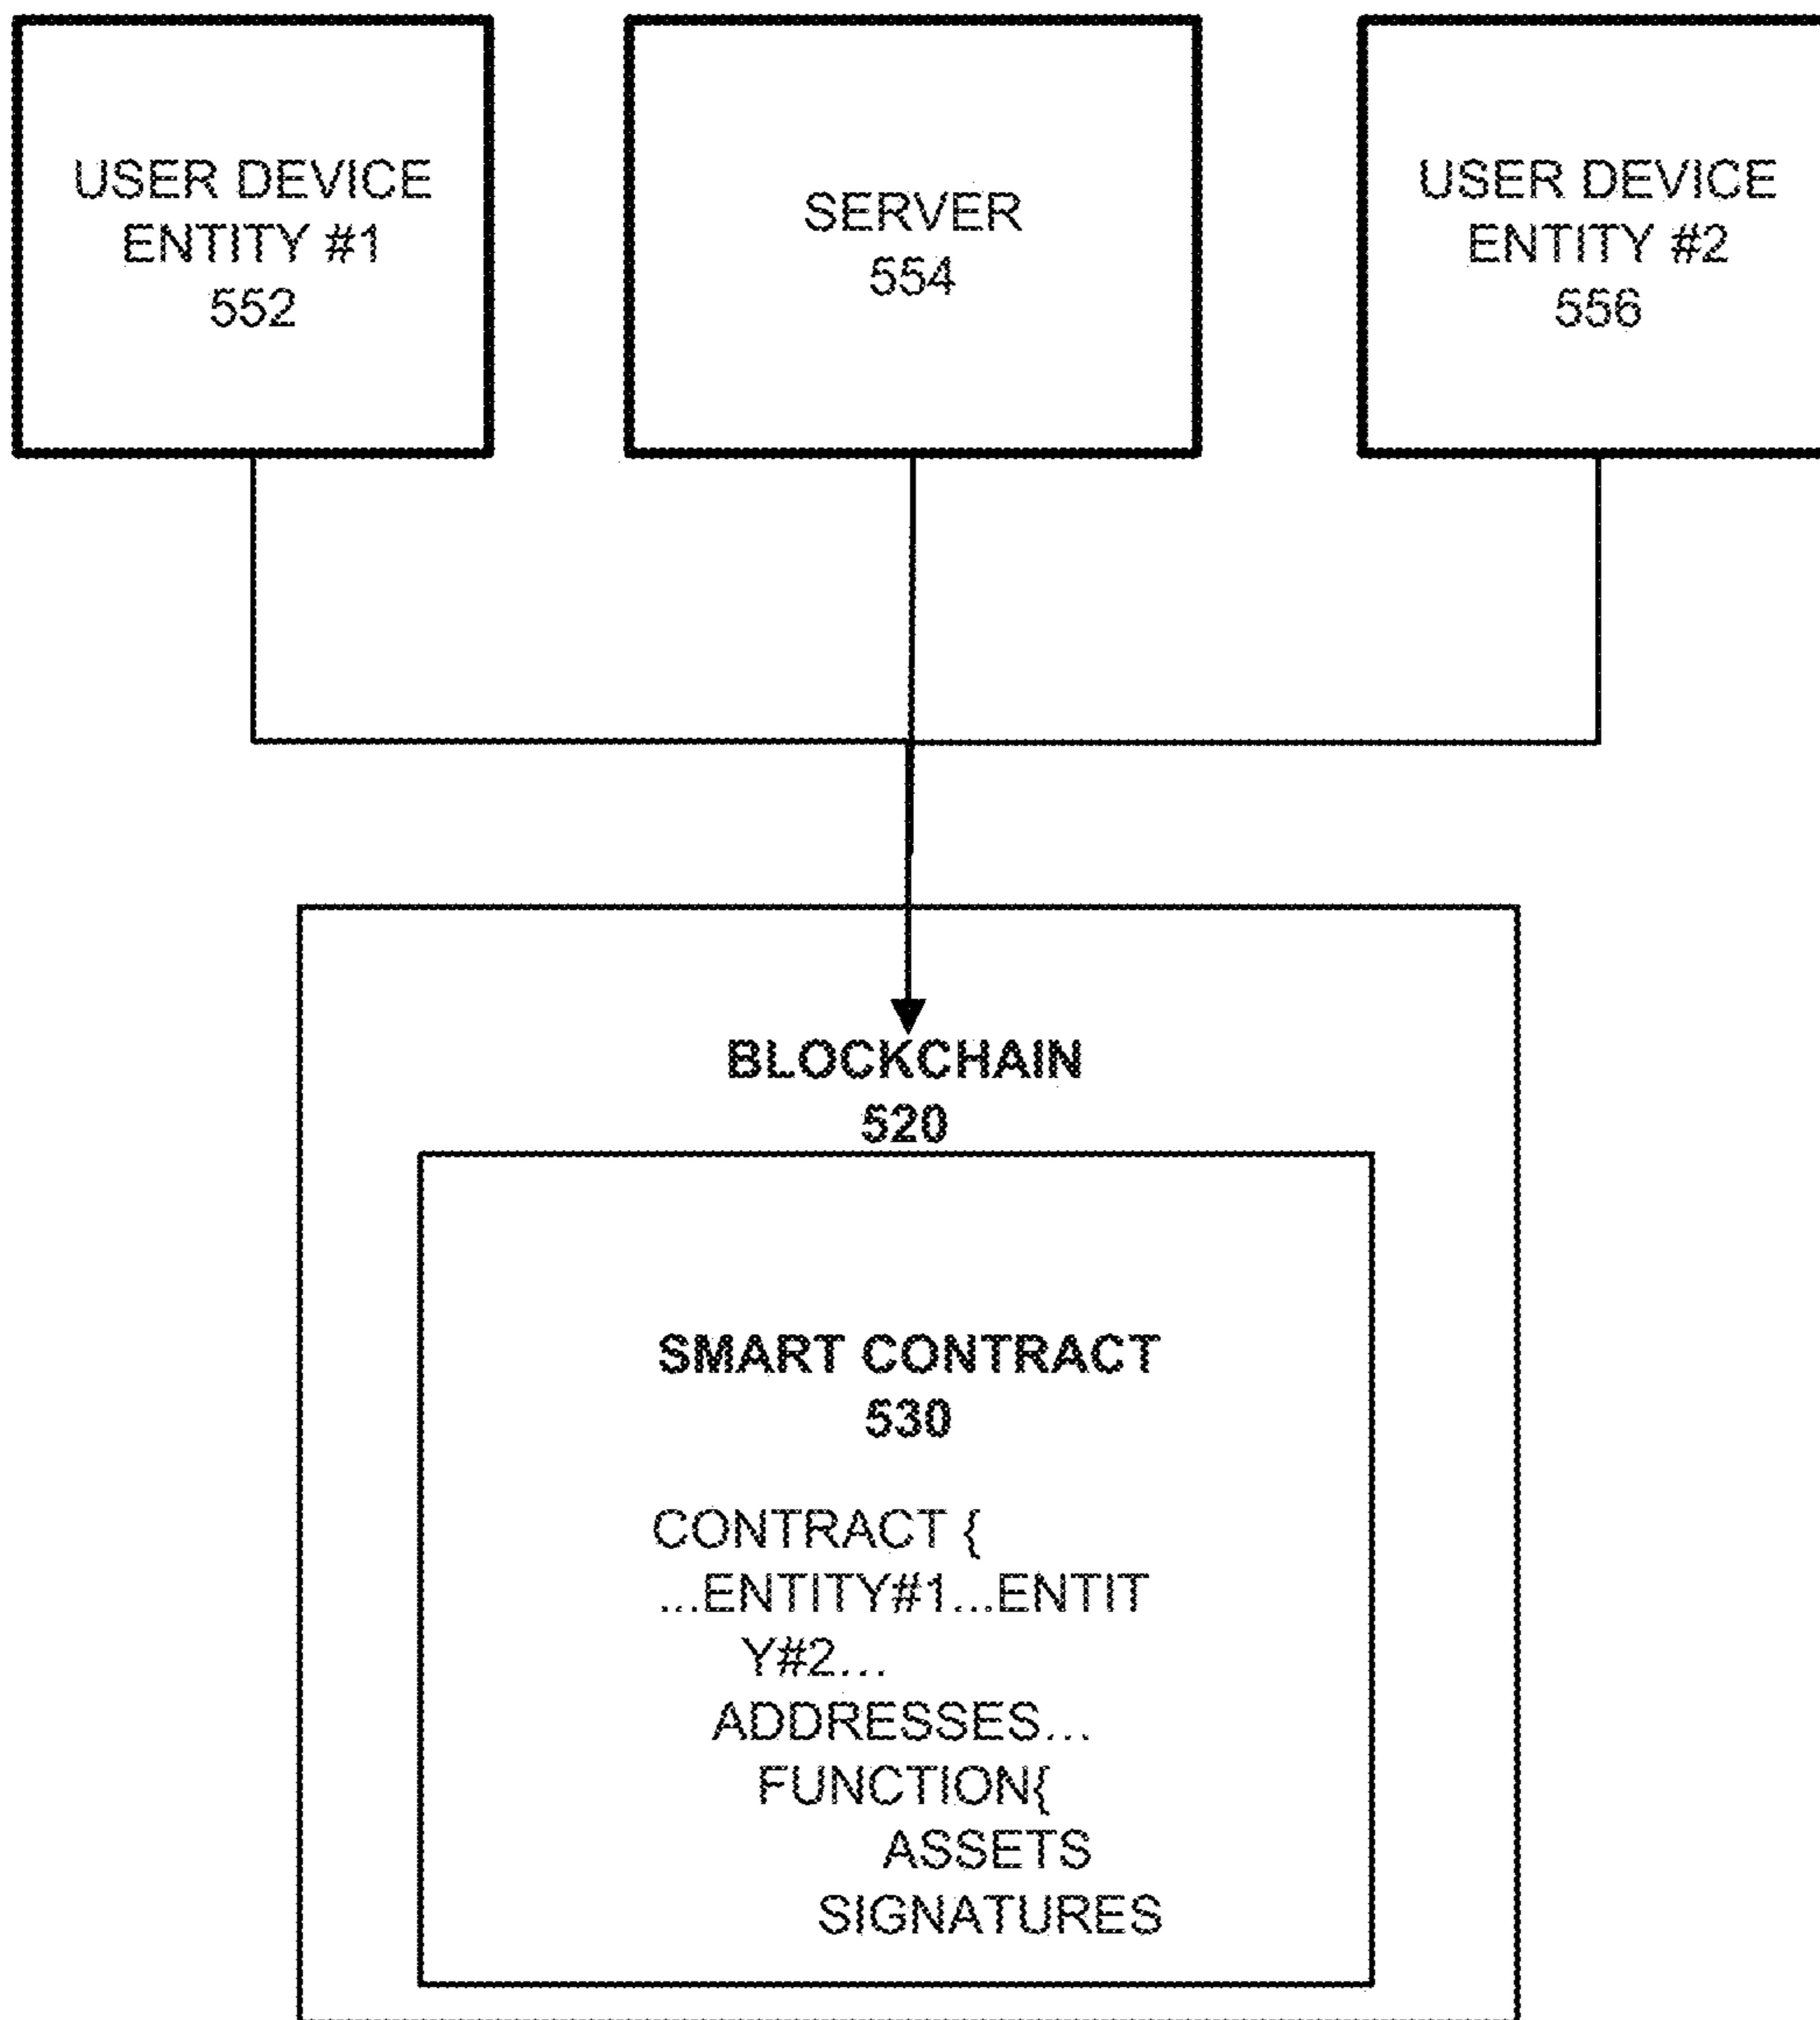 USER DEVICE
ENTITY #1
552
SERVER
554
USER DEVICE
ENTITY #2
556
BLOCKCHAIN
520
SMART CONTRACT
530
CONTRACT {
...ENTITY#1...ENTIT
Y#2...
ADDRESSES...
FUNCTION{
ASSETS
SIGNATURES